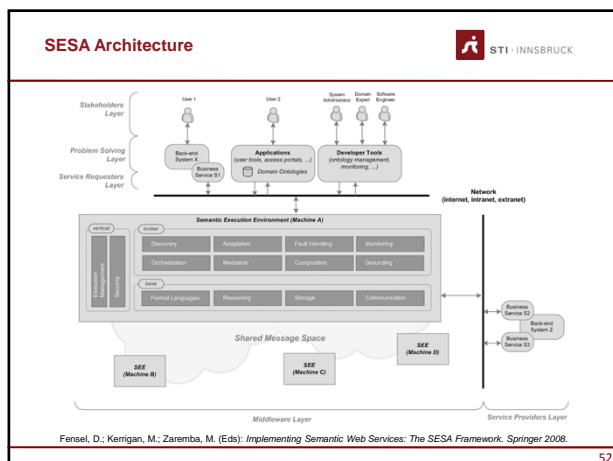 SESA Architecture
STI · INNSBRUCK
Stakeholders
Layer
User 1
User 2
System
Administrator
Domain
Expert
Software
Engineer
Problem Solving
Layer
Back-end
System X
Business
Service S1
Applications
(user tools, access portals, ...)
Domain Ontologies
Developer Tools
(ontology management,
monitoring, ...)
Service Requesters
Layer
Network
(internet, intranet, extranet)
Semantic Execution Environment (Machine A)
vertical
broker
Execution
Management
Security
Discovery
Adaptation
Fault Handling
Monitoring
Orchestration
Mediation
Composition
Grounding
base
Formal Languages
Reasoning
Storage
Communication
Business
Service S2
Back-end
System Z
Business
Service S3
Shared Message Space
SEE
(Machine B)
SEE
(Machine C)
SEE
(Machine D)
Middleware Layer
Service Providers Layer
Fensel, D.; Kerrigan, M.; Zaremba, M. (Eds): Implementing Semantic Web Services: The SESA Framework. Springer 2008.
52